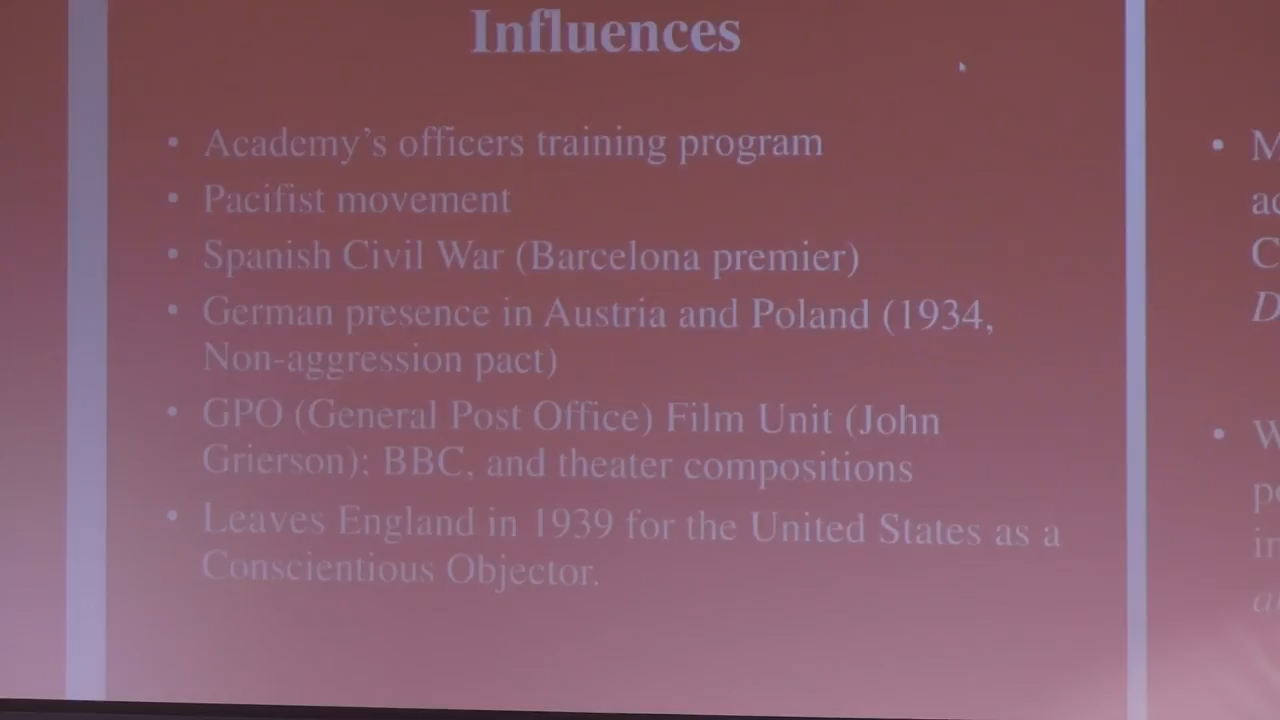 Influences
• Academy's officers training program
• Pacifist movement
• Spanish Civil War (Barcelona premier)
• German presence in Austria and Poland (1934,
Non-aggression pact)
• GPO (General Post Office) Film Unit (John
Grierson); BBC, and theater compositions
• Leaves England in 1939 for the United States as a
Conscientious Objector.